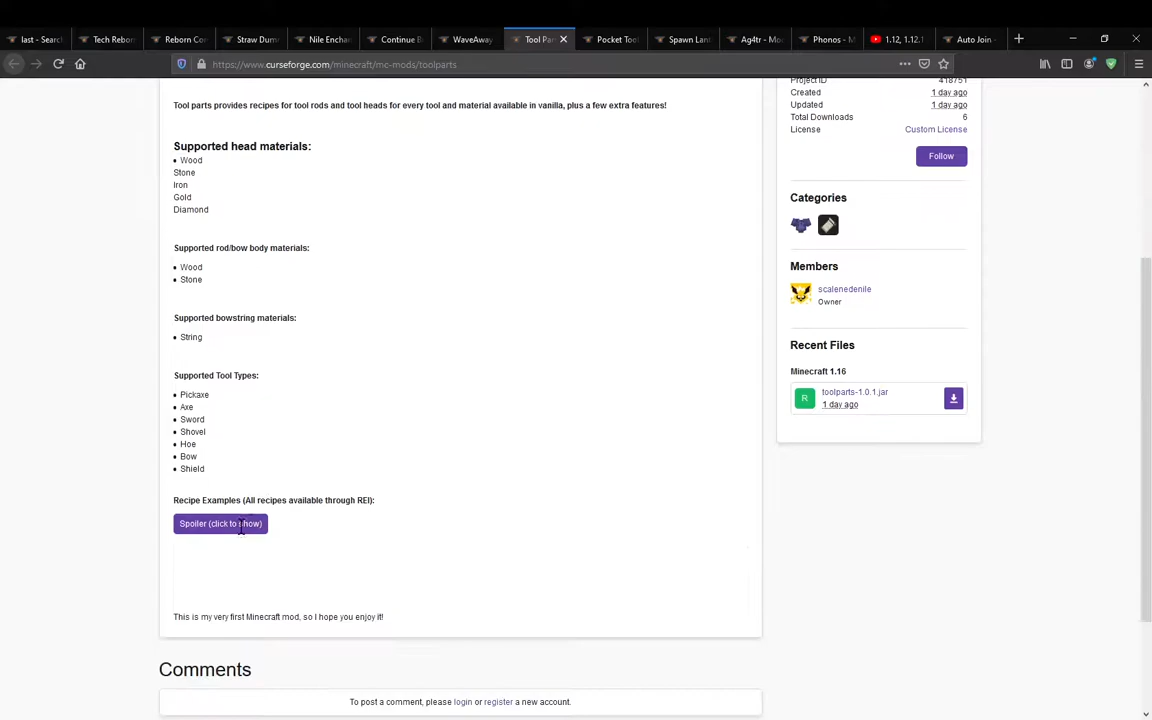 last - Sear
Tech Rebor
Reborn Co
Straw Dum
Nile Enchar
Continue B
WaveAway
Tool Par
Pocket Tool
Spawn Lant
Ag4tr - Mo
Phonos - M
1.12, 1.12.1
Auto Join -
https://www.curseforge.com/minecraft/mc-mods/toolparts
Tool parts provides recipes for tool rods and tool heads for every tool and material available in vanilla, plus a few extra features!
Supported head materials:
Wood
Stone
Iron
Gold
Diamond
Supported rod/bow body materials:
Wood
Stone
Supported bowstring materials:
String
Supported Tool Types:
Pickaxe
Axe
Sword
Shovel
Hoe
Bow
Shield
Recipe Examples (All recipes available through REI):
Spoiler (click to show)
This is my very first Minecraft mod, so I hope you enjoy it!
Comments
To post a comment, please login or register a new account.
Project ID 418751
Created 1 day ago
Updated 1 day ago
Total Downloads 6
License Custom License
Follow
Categories
Members
scalenedenile
Owner
Recent Files
Minecraft 1.16
R
toolparts-1.0.1.jar
1 day ago